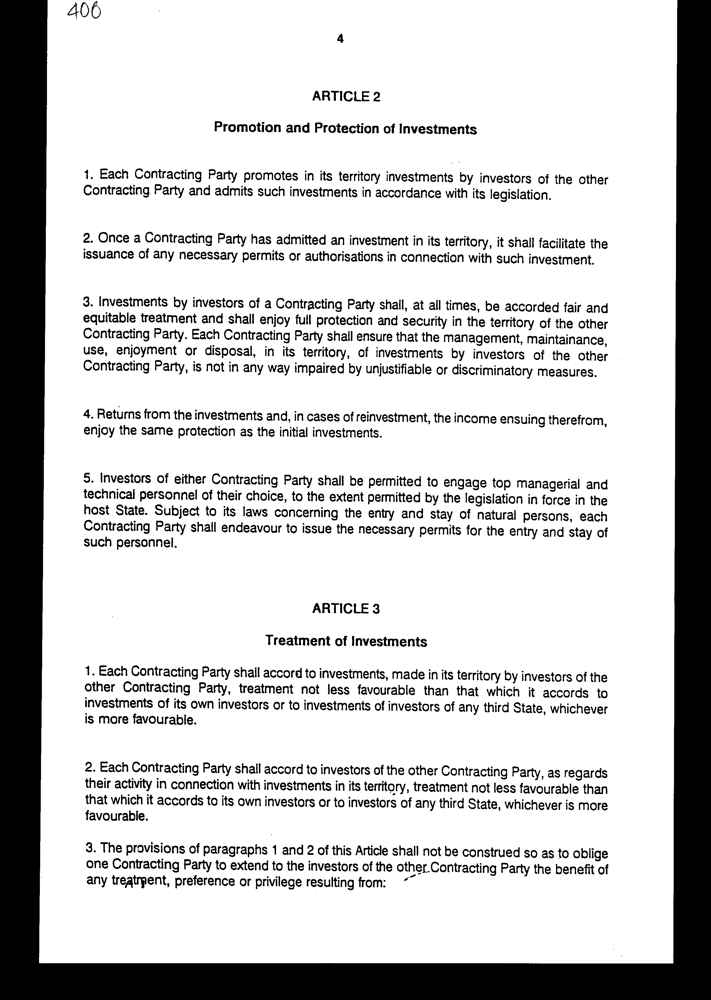 406
4
ARTICLE 2
Promotion and Protection of Investments
1. Each Contracting Party promotes in its territory investments by investors of the other
Contracting Party and admits such investments in accordance with its legislation.
2. Once a Contracting Party has admitted an investment in its territory, it shall facilitate the
issuance of any necessary permits or authorisations in connection with such investment.
3. Investments by investors of a Contracting Party shall, at all times, be accorded fair and
equitable treatment and shall enjoy full protection and security in the territory of the other
Contracting Party. Each Contracting Party shall ensure that the management, maintainance,
use, enjoyment or disposal, in its territory, of investments by investors of the other
Contracting Party, is not in any way impaired by unjustifiable or discriminatory measures.
4. Returns from the investments and, in cases of reinvestment, the income ensuing therefrom,
enjoy the same protection as the initial investments.
5. Investors of either Contracting Party shall be permitted to engage top managerial and
technical personnel of their choice, to the extent permitted by the legislation in force in the
host State. Subject to its laws concerning the entry and stay of natural persons, each
Contracting Party shall endeavour to issue the necessary permits for the entry and stay of
such personnel.
ARTICLE 3
Treatment of Investments
1. Each Contracting Party shall accord to investments, made in its territory by investors of the
other Contracting Party, treatment not less favourable than that which it accords to
investments of its own investors or to investments of investors of any third State, whichever
is more favourable.
2. Each Contracting Party shall accord to investors of the other Contracting Party, as regards
their activity in connection with investments in its territory, treatment not less favourable than
that which it accords to its own investors or to investors of any third State, whichever is more
favourable.
3. The provisions of paragraphs 1 and 2 of this Article shall not be construed so as to oblige
one Contracting Party to extend to the investors of the other Contracting Party the benefit of
any treatment, preference or privilege resulting from: